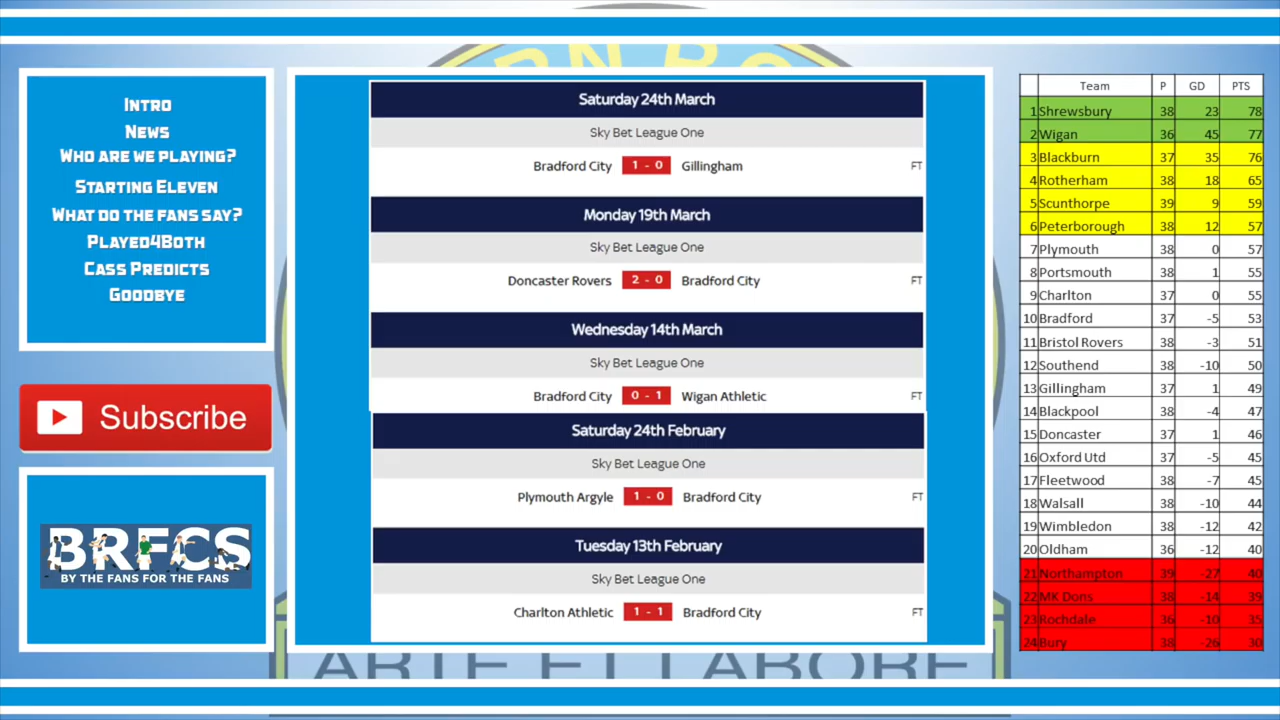 INTRO
NEWS
WHO ARE WE PLAYING?
STARTING ELEVEN
WHAT DO THE FANS SAY?
PLAYED4BOTH
CASS PREDICTS
GOODBYE
Subscribe
BRFCS
BY THE FANS FOR THE FANS
Saturday 24th March
Sky Bet League One
Bradford City 1 - 0 Gillingham FT
Monday 19th March
Sky Bet League One
Doncaster Rovers 2 - 0 Bradford City FT
Wednesday 14th March
Sky Bet League One
Bradford City 0 - 1 Wigan Athletic FT
Saturday 24th February
Sky Bet League One
Plymouth Argyle 1 - 0 Bradford City FT
Tuesday 13th February
Sky Bet League One
Charlton Athletic 1 - 1 Bradford City FT
ARTE ET LABORE
Team P GD PTS
1 Shrewsbury 38 23 78
2 Wigan 36 45 77
3 Blackburn 37 35 76
4 Rotherham 38 18 65
5 Scunthorpe 39 9 59
6 Peterborough 38 12 57
7 Plymouth 38 0 57
8 Portsmouth 38 1 55
9 Charlton 37 0 55
10 Bradford 37 -5 53
11 Bristol Rovers 38 -3 51
12 Southend 38 -10 50
13 Gillingham 37 1 49
14 Blackpool 38 -4 47
15 Doncaster 37 1 46
16 Oxford Utd 37 -5 45
17 Fleetwood 38 -7 45
18 Walsall 38 -10 44
19 Wimbledon 38 -12 42
20 Oldham 36 -12 40
21 Northampton 39 -27 40
22 MK Dons 38 -14 39
23 Rochdale 36 -10 35
24 Bury 38 -26 30